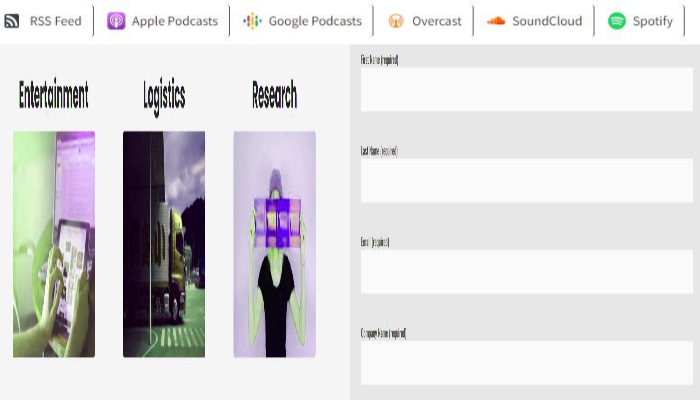 RSS Feed Apple Podcasts Google Podcasts Overcast SoundCloud Spotify
Entertainment Logistics Research
First Name (required)
Last Name (required)
Email (required)
Company Name (required)